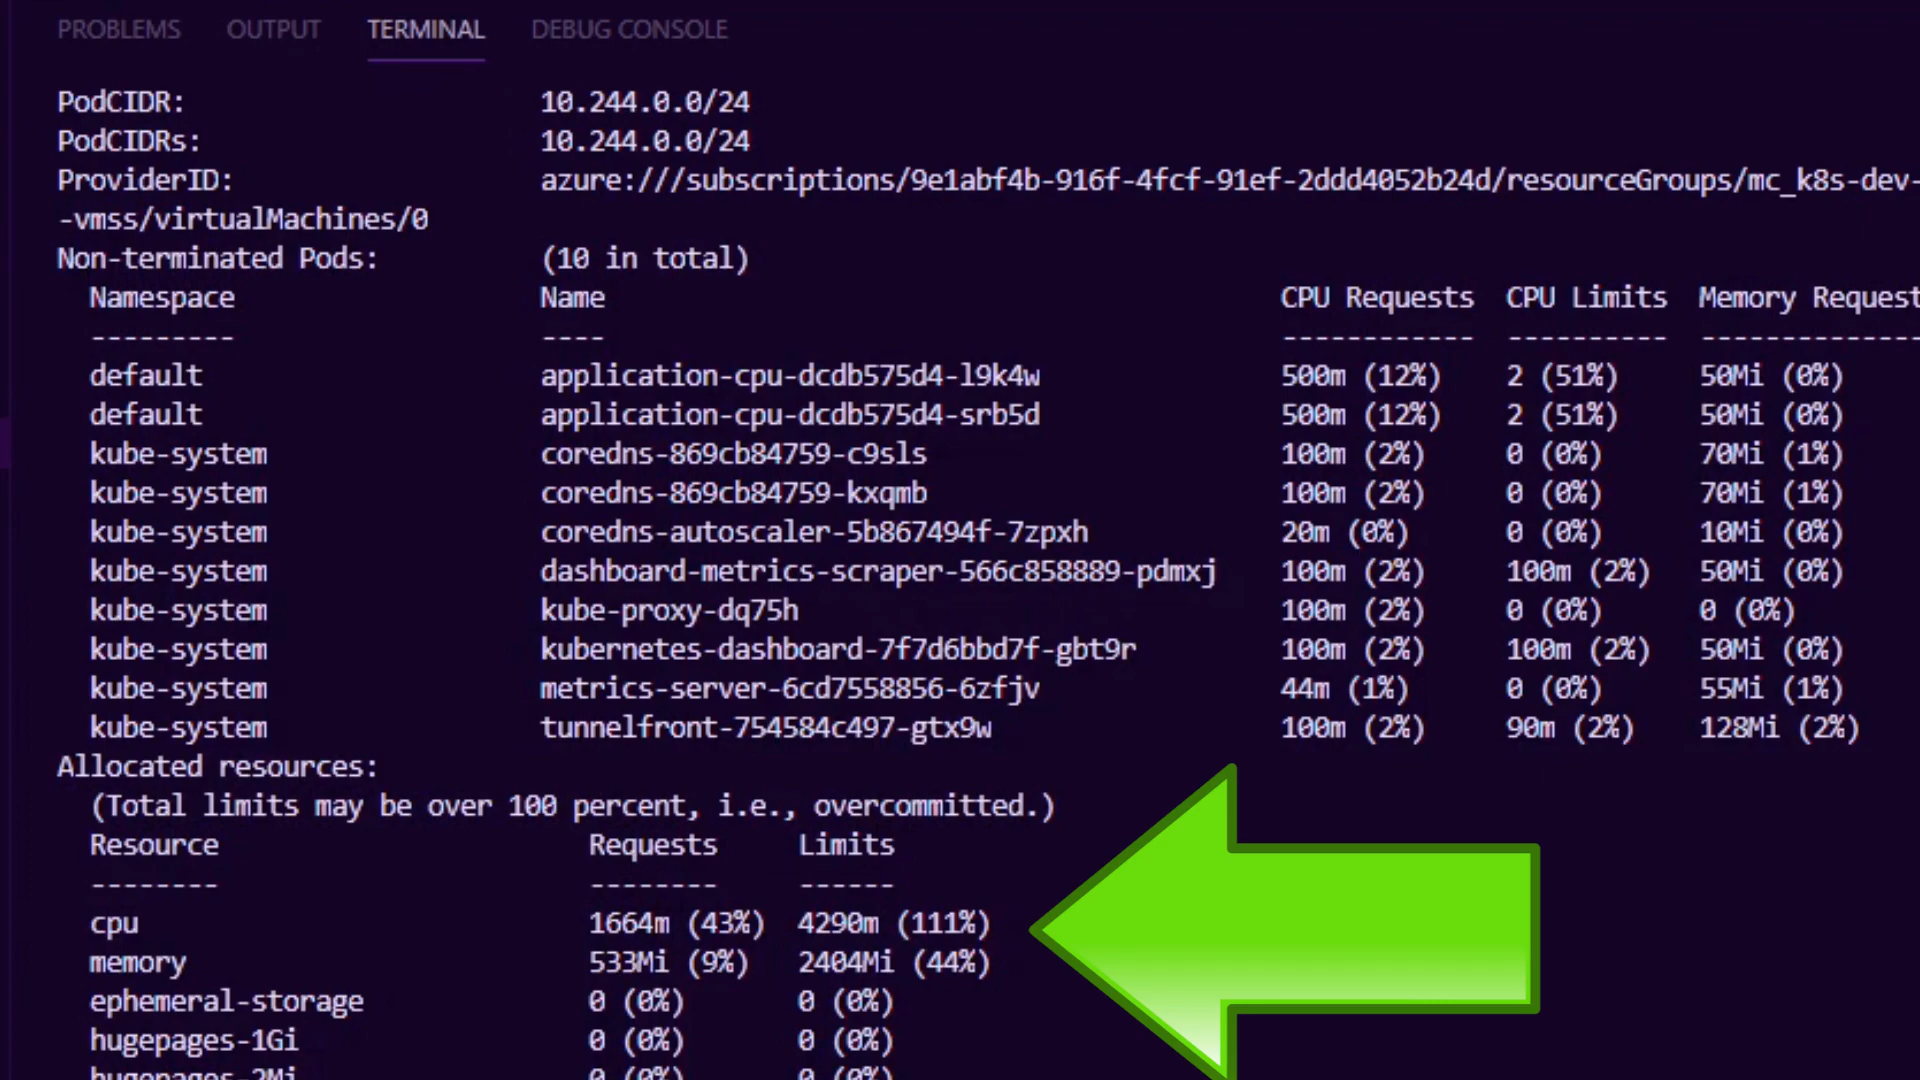 PROBLEMS OUTPUT TERMINAL DEBUG CONSOLE
PodCIDR: 10.244.0.0/24
PodCIDRs: 10.244.0.0/24
ProviderID: azure:///subscriptions/9e1abf4b-916f-4fcf-91ef-2ddd4052b24d/resourceGroups/mc_k8s-dev-
-vmss/virtualMachines/0
Non-terminated Pods: (10 in total)
Namespace Name CPU Requests CPU Limits Memory Request
--------- ---- ------------ ---------- --------------
default application-cpu-dcdb575d4-l9k4w 500m (12%) 2 (51%) 50Mi (0%)
default application-cpu-dcdb575d4-srb5d 500m (12%) 2 (51%) 50Mi (0%)
kube-system coredns-869cb84759-c9sls 100m (2%) 0 (0%) 70Mi (1%)
kube-system coredns-869cb84759-kxqmb 100m (2%) 0 (0%) 70Mi (1%)
kube-system coredns-autoscaler-5b867494f-7zpxh 20m (0%) 0 (0%) 10Mi (0%)
kube-system dashboard-metrics-scraper-566c858889-pdmxj 100m (2%) 100m (2%) 50Mi (0%)
kube-system kube-proxy-dq75h 100m (2%) 0 (0%) 0 (0%)
kube-system kubernetes-dashboard-7f7d6bbd7f-gbt9r 100m (2%) 100m (2%) 50Mi (0%)
kube-system metrics-server-6cd7558856-6zfjv 44m (1%) 0 (0%) 55Mi (1%)
kube-system tunnelfront-754584c497-gtx9w 100m (2%) 90m (2%) 128Mi (2%)
Allocated resources:
(Total limits may be over 100 percent, i.e., overcommitted.)
Resource Requests Limits
-------- -------- ------
cpu 1664m (43%) 4290m (111%)
memory 533Mi (9%) 2404Mi (44%)
ephemeral-storage 0 (0%) 0 (0%)
hugepages-1Gi 0 (0%) 0 (0%)
hugepages-2Mi 0 (0%) 0 (0%)